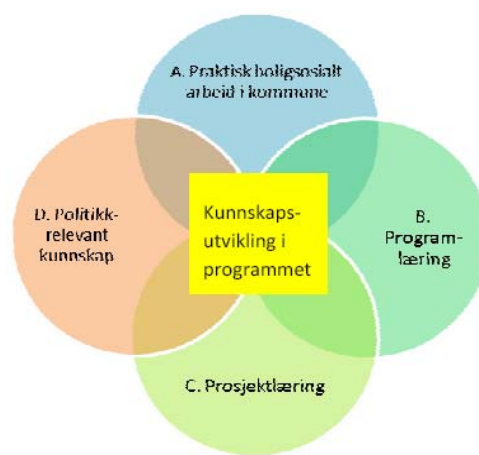 A. Praktisk boligsosialt
arbeid i kommune
B.
Program-
læring
C. Prosjektlæring
D. Politikk-
relevant
kunnskap
Kunnskaps-
utvikling i
programmet